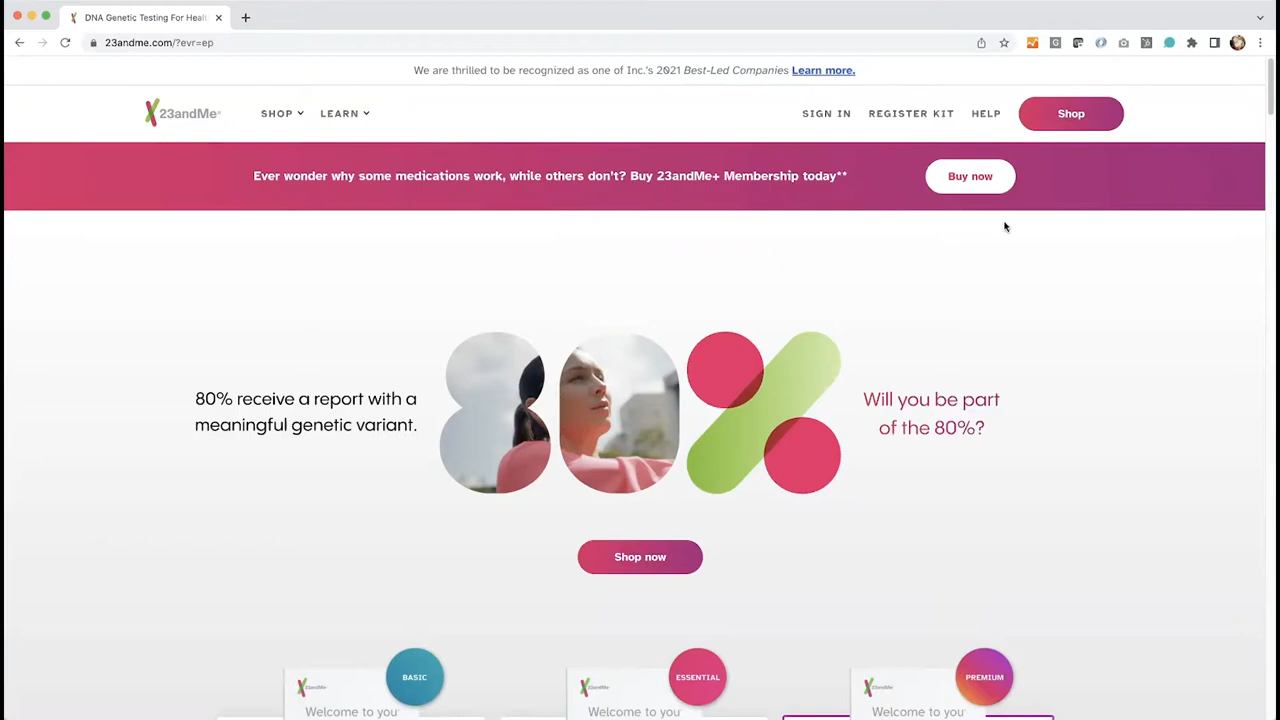 DNA Genetic Testing For Healt
23andme.com/?evr=ep
We are thrilled to be recognized as one of Inc.'s 2021 Best-Led Companies Learn more.
23andMe® SHOP LEARN SIGN IN REGISTER KIT HELP Shop
Ever wonder why some medications work, while others don't? Buy 23andMe+ Membership today** Buy now
80% receive a report with a
meaningful genetic variant.
80%
Will you be part
of the 80%?
Shop now
BASIC
23andMe
Welcome to you
ESSENTIAL
23andMe
Welcome to you
PREMIUM
23andMe
Welcome to you